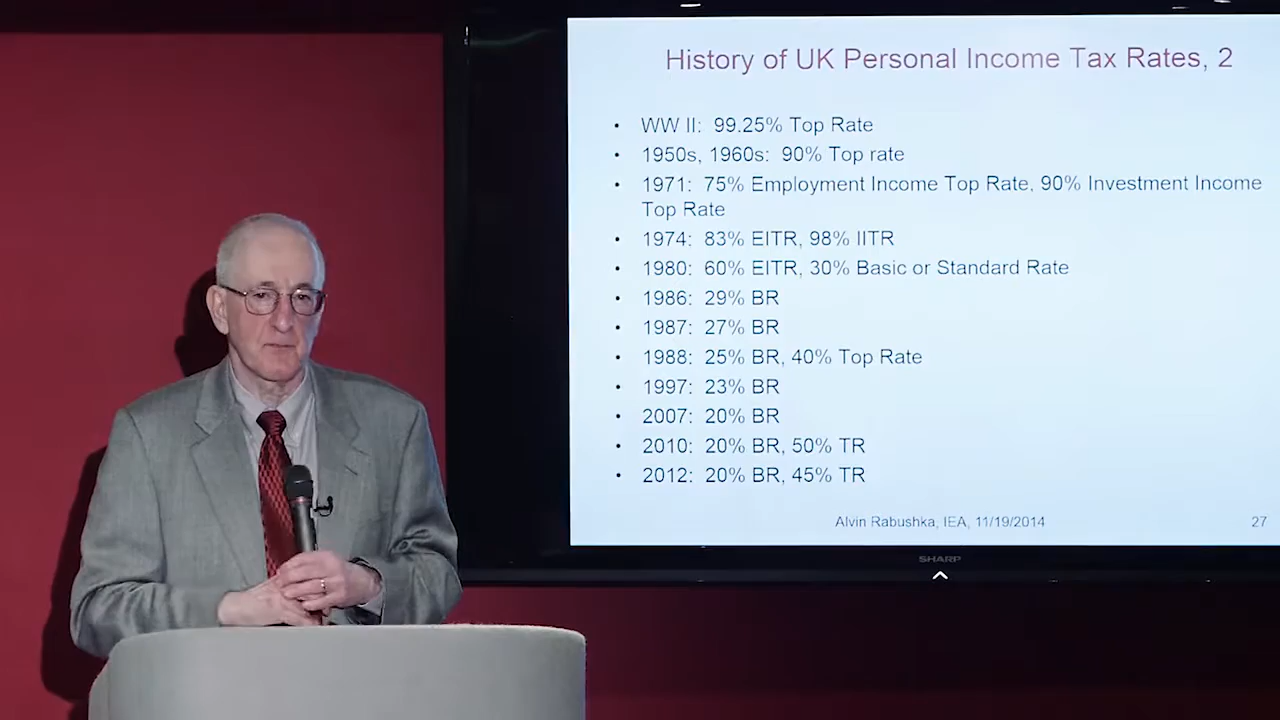 History of UK Personal Income Tax Rates, 2
• WW II: 99.25% Top Rate
• 1950s, 1960s: 90% Top rate
• 1971: 75% Employment Income Top Rate, 90% Investment Income
Top Rate
• 1974: 83% EITR, 98% IITR
• 1980: 60% EITR, 30% Basic or Standard Rate
• 1986: 29% BR
• 1987: 27% BR
• 1988: 25% BR, 40% Top Rate
• 1997: 23% BR
• 2007: 20% BR
• 2010: 20% BR, 50% TR
• 2012: 20% BR, 45% TR
Alvin Rabushka, IEA, 11/19/2014
27
SHARP